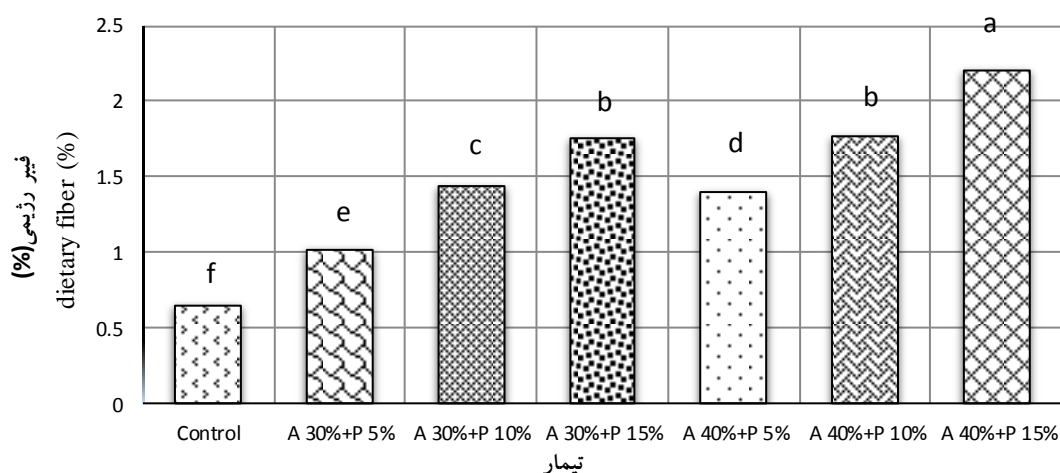 فیبر رژیمی(%)
dietary fiber (%)
2.5
2
1.5
1
0.5
0
f
e
c
b
d
b
a
Control A 30%+P 5% A 30%+P 10% A 30%+P 15% A 40%+P 5% A 40%+P 10% A 40%+P 15%
تیمار